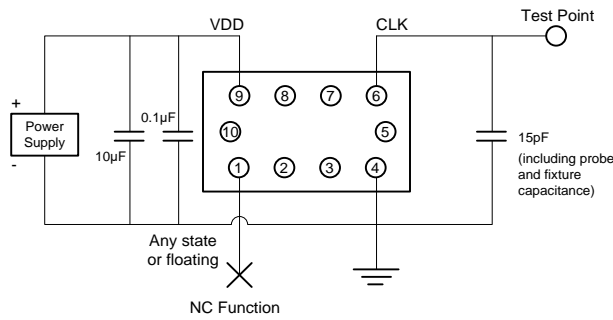 VDD
CLK
Test Point
+
Power
Supply
-
10µF
0.1µF
9
8
7
6
10
5
1
2
3
4
15pF
(including probe
and fixture
capacitance)
Any state
or floating
NC Function